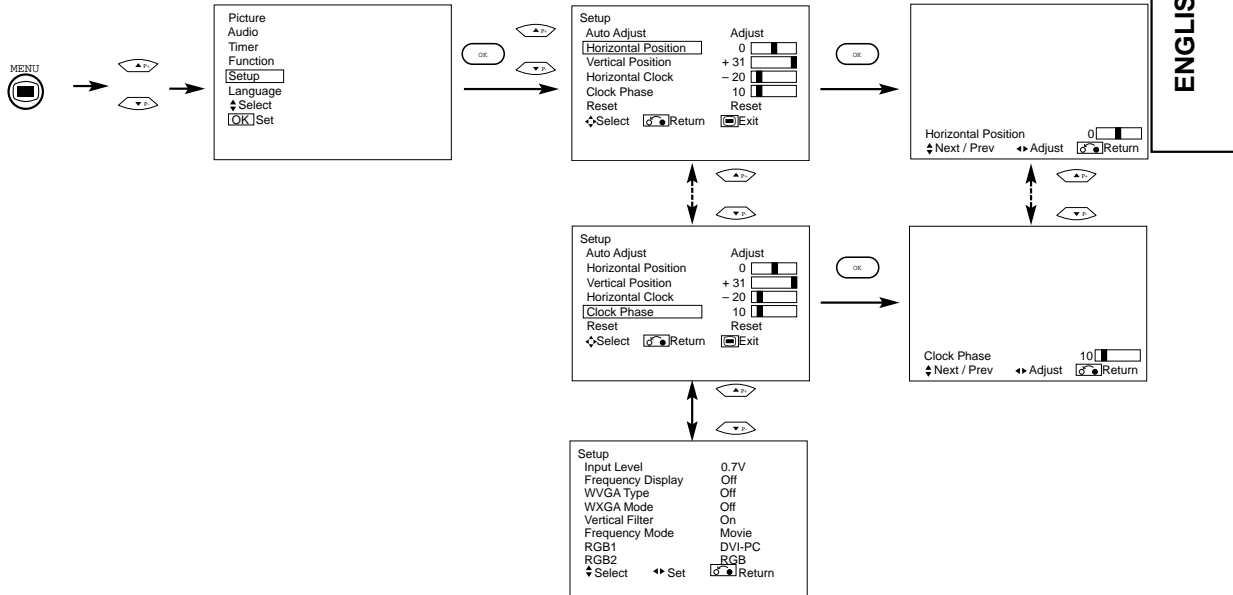 MENU
P+
P-
Picture
Audio
Timer
Function
Setup
Language
Select
OK Set
OK
P+
P-
Setup
Auto Adjust Adjust
Horizontal Position 0
Vertical Position + 31
Horizontal Clock – 20
Clock Phase 10
Reset Reset
Select Return Exit
OK
Horizontal Position 0
Next / Prev Adjust Return
ENGLIS
P+
P-
P+
P-
Setup
Auto Adjust Adjust
Horizontal Position 0
Vertical Position + 31
Horizontal Clock – 20
Clock Phase 10
Reset Reset
Select Return Exit
OK
Clock Phase 10
Next / Prev Adjust Return
P+
P-
Setup
Input Level 0.7V
Frequency Display Off
WVGA Type Off
WXGA Mode Off
Vertical Filter On
Frequency Mode Movie
RGB1 DVI-PC
RGB2 RGB
Select Set Return